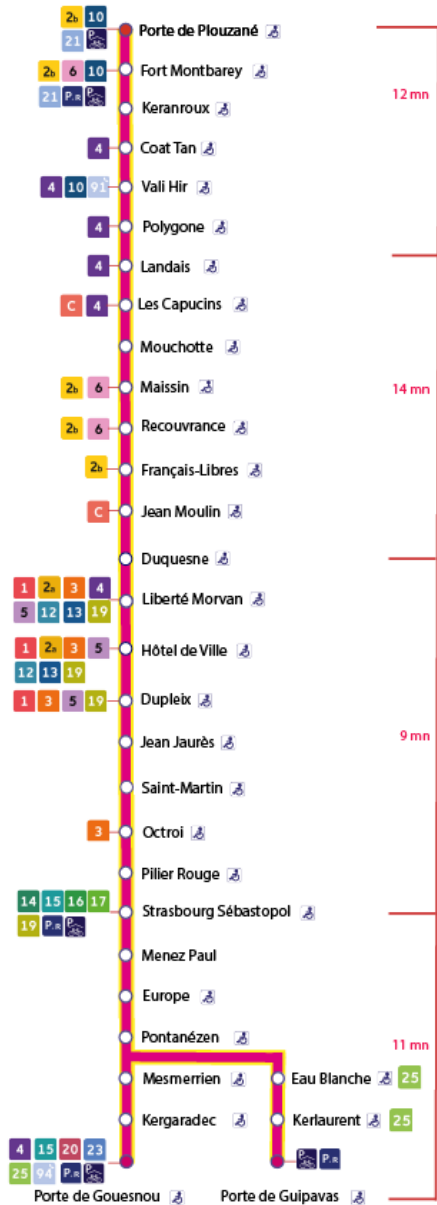 2b 10 Porte de Plouzané
21 P
2b 6 10 Fort Montbarey
21 P+R P
12 mn
Keranroux
4 Coat Tan
4 10 91 Vali Hir
4 Polygone
4 Landais
C 4 Les Capucins
Mouchotte
2b 6 Maissin
14 mn
2b 6 Recouvrance
2b Français-Libres
C Jean Moulin
Duquesne
1 2a 3 4 Liberté Morvan
5 12 13 19
1 2a 3 5 Hôtel de Ville
12 13 19
1 3 5 19 Dupleix
9 mn
Jean Jaurès
Saint-Martin
3 Octroi
Pilier Rouge
14 15 16 17 Strasbourg Sébastopol
19 P+R P
Menez Paul
Europe
Pontanézen
11 mn
Mesmerrien Eau Blanche 25
Kergaradec Kerlaurent 25
4 15 20 23 P P+R
25 94 P+R P
Porte de Gouesnou Porte de Guipavas